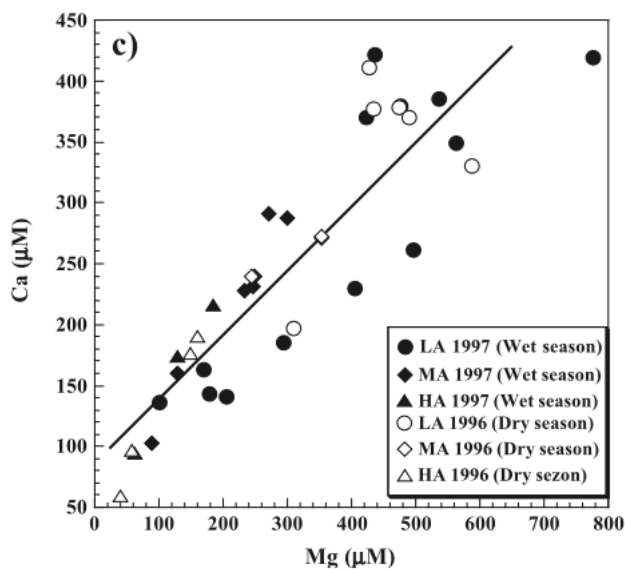 c)
450
400
350
300
250
200
150
100
50
Ca (μM)
0 100 200 300 400 500 600 700 800
Mg (μM)
LA 1997 (Wet season)
MA 1997 (Wet season)
HA 1997 (Wet season)
LA 1996 (Dry season)
MA 1996 (Dry season)
HA 1996 (Dry sezon)